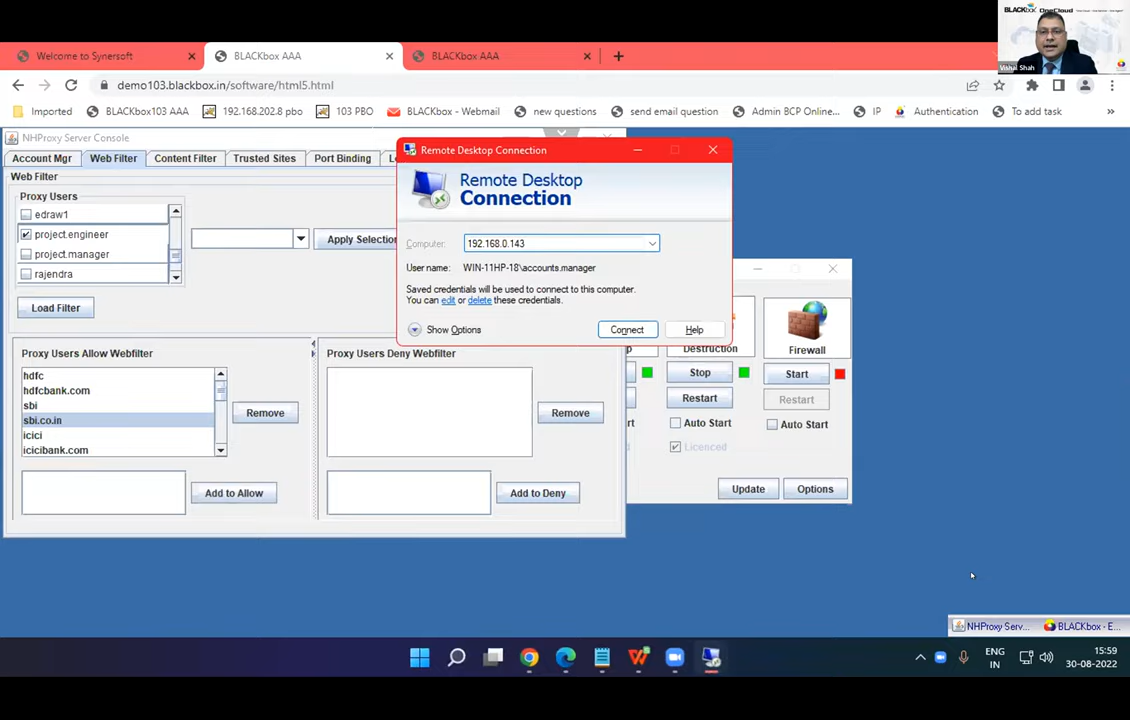 BLACKbox OneCloud
Vishal Shah
Welcome to Synersoft
BLACKbox AAA
BLACKbox AAA
demo103.blackbox.in/software/html5.html
Imported
BLACKbox103 AAA
192.168.202.8 pbo
103 PBO
BLACKbox - Webmail
new questions
send email question
Admin BCP Online...
IP
Authentication
To add task
NHProxy Server Console
Account Mgr
Web Filter
Content Filter
Trusted Sites
Port Binding
Web Filter
Proxy Users
edraw1
project.engineer
project.manager
rajendra
Apply Selectio
Load Filter
Remote Desktop Connection
Remote Desktop
Connection
Computer:
192.168.0.143
User name:
WIN-11HP-18\accounts.manager
Saved credentials will be used to connect to this computer.
You can edit or delete these credentials.
Show Options
Connect
Help
Proxy Users Allow Webfilter
hdfc
hdfcbank.com
sbi
sbi.co.in
icici
icicibank.com
Remove
Add to Allow
Proxy Users Deny Webfilter
Remove
Add to Deny
Destruction
Stop
Restart
Auto Start
Licenced
Firewall
Start
Restart
Auto Start
Update
Options
NHProxy Serv...
BLACKbox - E...
ENG
IN
15:59
30-08-2022